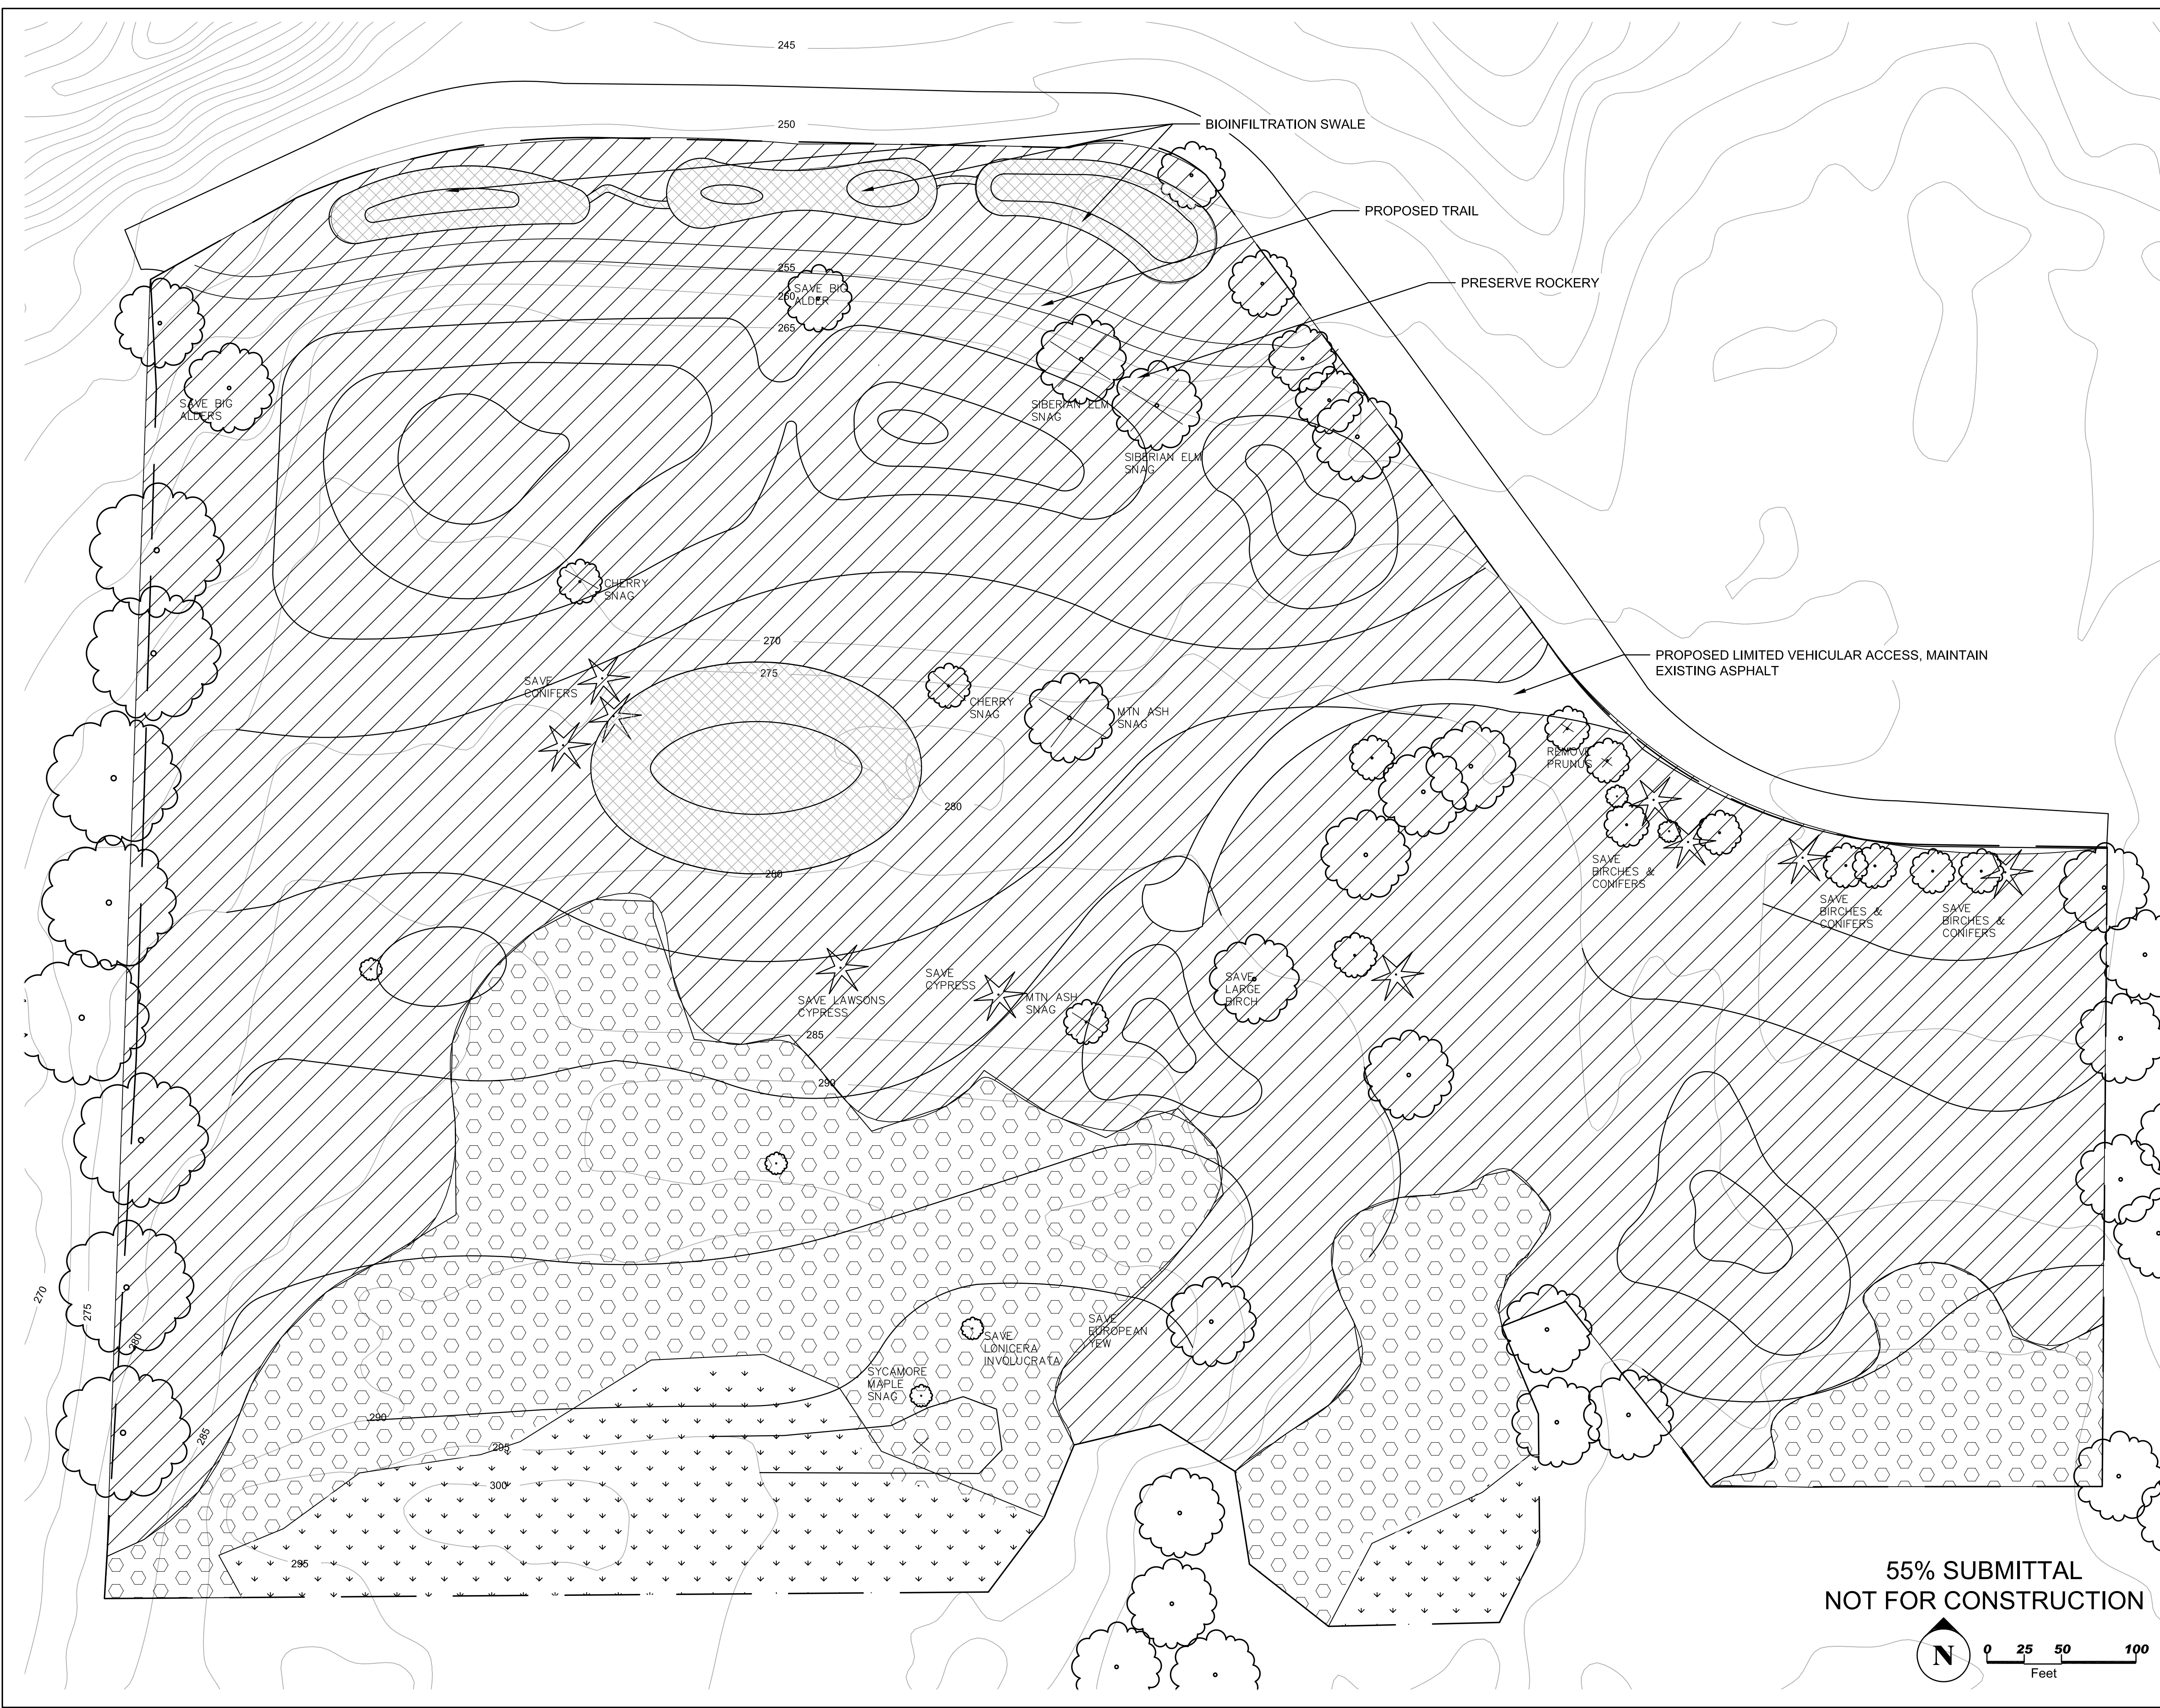 245
250
BIOINFILTRATION SWALE
PROPOSED TRAIL
255
SAVE BIG
260
ALDER
PRESERVE ROCKERY
265
SAVE BIG
ALDERS
SIBERIAN ELM
SNAG
SIBERIAN ELM
SNAG
CHERRY
SNAG
270
PROPOSED LIMITED VEHICULAR ACCESS, MAINTAIN
EXISTING ASPHALT
275
SAVE
CONIFERS
CHERRY
SNAG
MTN ASH
SNAG
REMOVE
PRUNUS
280
280
SAVE
BIRCHES &
CONIFERS
SAVE
BIRCHES &
CONIFERS
SAVE
BIRCHES &
CONIFERS
SAVE
CYPRESS
SAVE
LARGE
BIRCH
SAVE LAWSONS
CYPRESS
MTN ASH
SNAG
285
290
270
275
280
SAVE
EUROPEAN
YEW
SAVE
LONICERA
INVOLUCRATA
SYCAMORE
MAPLE
SNAG
290
285
295
300
295
55% SUBMITTAL
NOT FOR CONSTRUCTION
N
0 25 50 100
Feet